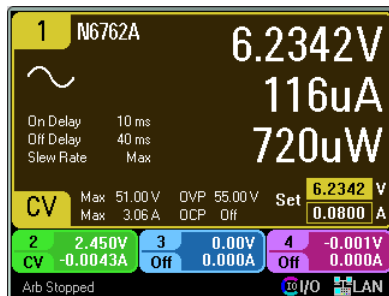 1 N6762A
6.2342V
116uA
720uW
On Delay 10 ms
Off Delay 40 ms
Slew Rate Max
CV
Max 51.00 V OVP 55.00 V
Max 3.06 A OCP Off
Set 6.2342 V
0.0800 A
2 2.450V
CV -0.0043A
3 0.00V
Off 0.000A
4 -0.001V
Off 0.000A
Arb Stopped
IO I/O LAN